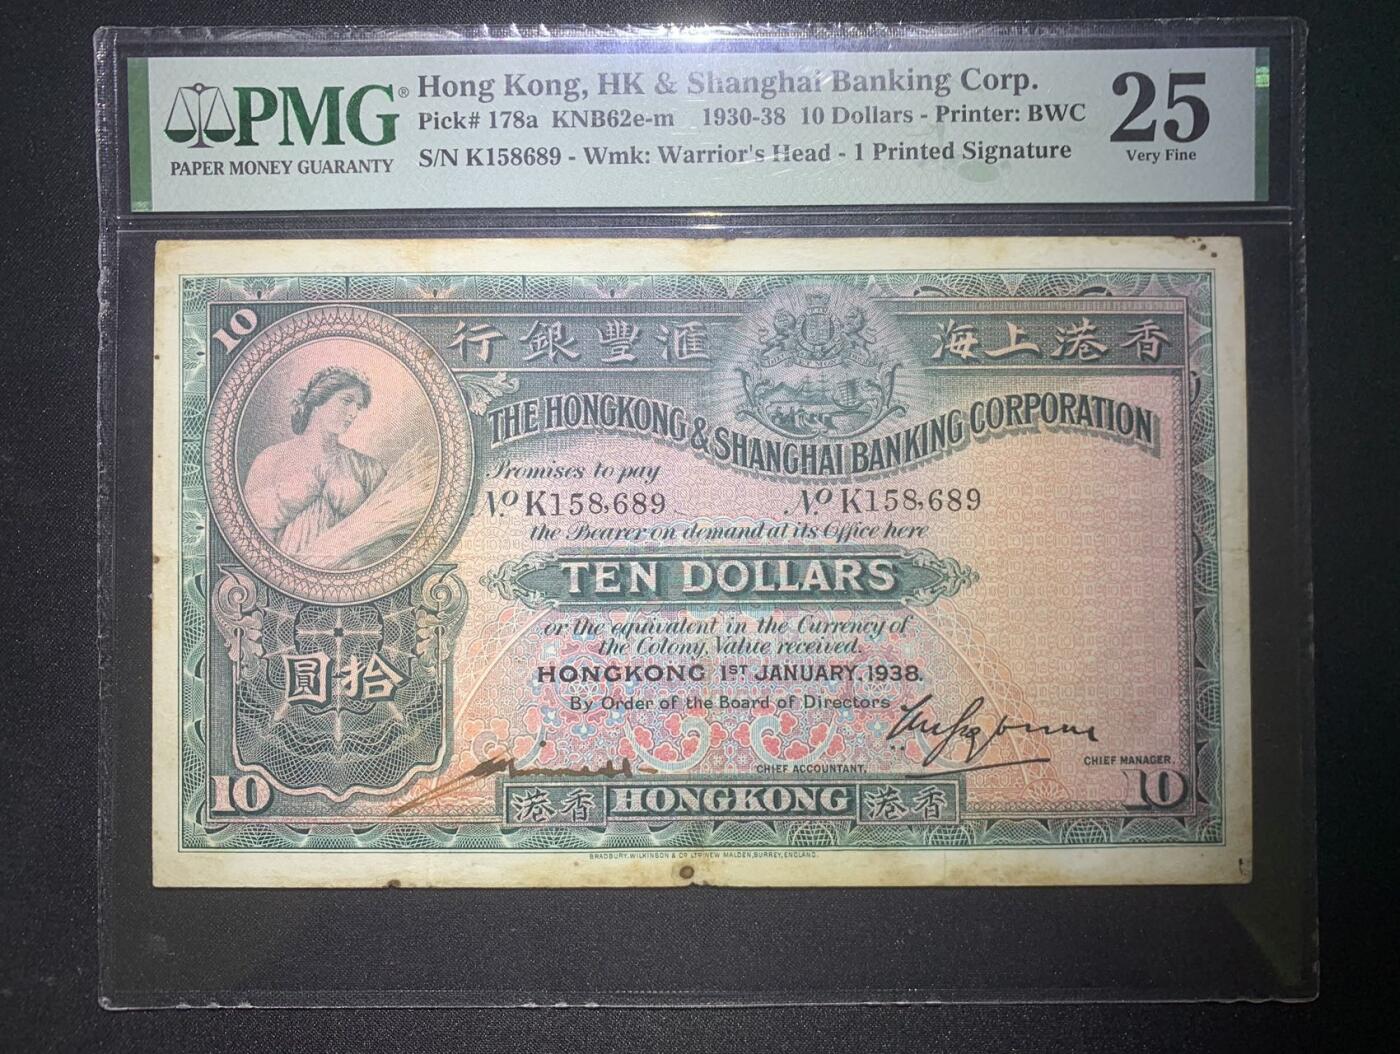 PMG®
PAPER MONEY GUARANTY
Hong Kong, HK & Shanghai Banking Corp.
Pick# 178a KNB62e-m 1930-38 10 Dollars - Printer: BWC
S/N K158689 - Wmk: Warrior's Head - 1 Printed Signature
25
Very Fine
10
行銀豐滙 海上港香
THE HONGKONG & SHANGHAI BANKING CORPORATION
Promises to pay
No K158,689 No K158,689
the Bearer on demand at its Office here
TEN DOLLARS
or the equivalent in the Currency of
the Colony, Value received.
HONGKONG 1ST JANUARY, 1938.
By Order of the Board of Directors
圓拾
CHIEF ACCOUNTANT.
CHIEF MANAGER.
10 港香 HONGKONG 港香 10
BRADBURY, WILKINSON & Co LTD NEW MALDEN, SURREY, ENGLAND.